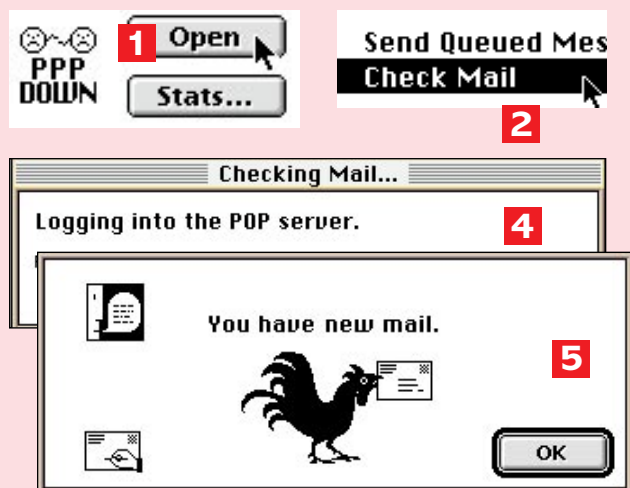 PPP
DOWN
1
Open
Stats...
Send Queued Mes
Check Mail
2
Checking Mail...
Logging into the POP server.
4
You have new mail.
5
OK